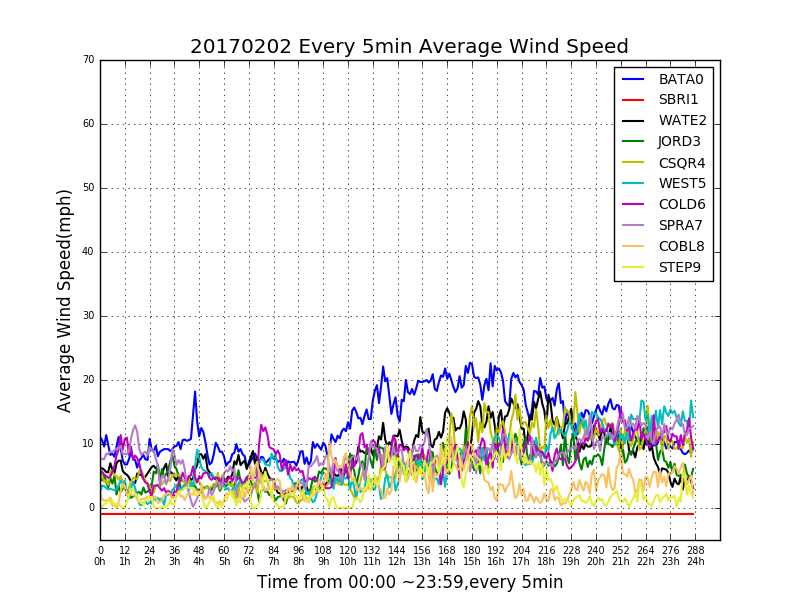 20170202 Every 5min Average Wind Speed
70
60
50
40
30
20
10
0
Average Wind Speed(mph)
BATA0
SBRI1
WATE2
JORD3
CSQR4
WEST5
COLD6
SPRA7
COBL8
STEP9
0 12 24 36 48 60 72 84 96 108 120 132 144 156 168 180 192 204 216 228 240 252 264 276 288
0h 1h 2h 3h 4h 5h 6h 7h 8h 9h 10h 11h 12h 13h 14h 15h 16h 17h 18h 19h 20h 21h 22h 23h 24h
Time from 00:00 ~23:59,every 5min